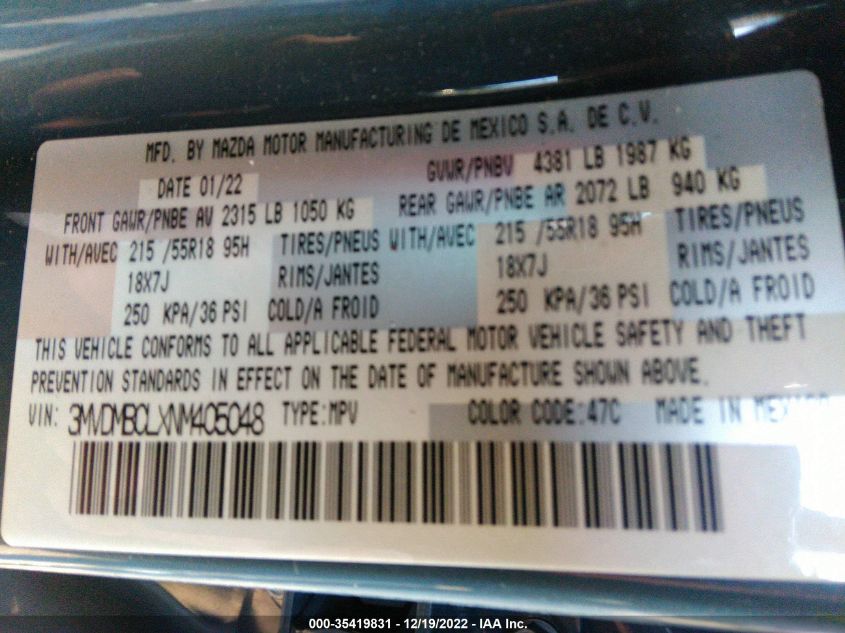 MFD. BY MAZDA MOTOR MANUFACTURING DE MEXICO S.A. DE C.V.
DATE 01/22 GVWR/PNBV 4381 LB 1987 KG
FRONT GAWR/PNBE AV 2315 LB 1050 KG REAR GAWR/PNBE AR 2072 LB 940 KG
WITH/AVEC 215 /55R18 95H TIRES/PNEUS WITH/AVEC 215 /55R18 95H TIRES/PNEUS
18X7J RIMS/JANTES 18X7J RIMS/JANTES
250 KPA/36 PSI COLD/A FROID 250 KPA/36 PSI COLD/A FROID
THIS VEHICLE CONFORMS TO ALL APPLICABLE FEDERAL MOTOR VEHICLE SAFETY AND THEFT
PREVENTION STANDARDS IN EFFECT ON THE DATE OF MANUFACTURE SHOWN ABOVE.
VIN: 3MVDMBCLXNM405048 TYPE:MPV COLOR CODE:47C MADE IN MEXICO
000-35419831 - 12/19/2022 - IAA Inc.